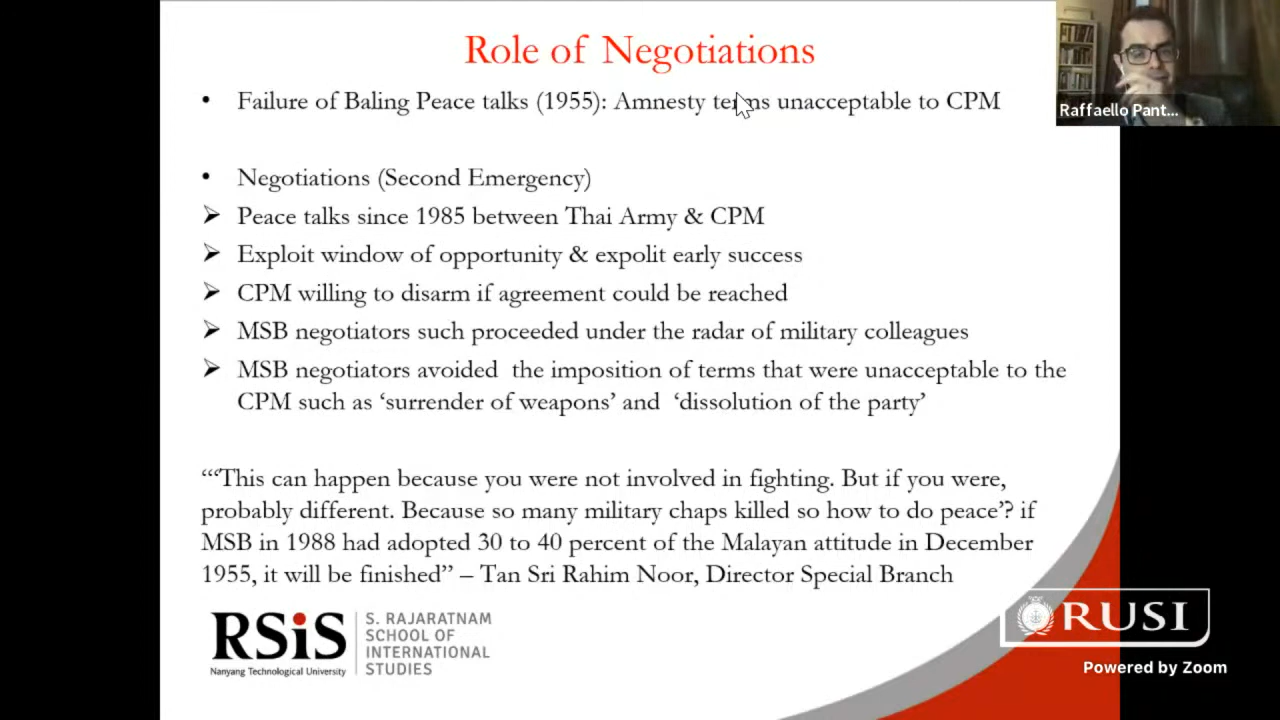 Role of Negotiations
Raffaello Pant...
• Failure of Baling Peace talks (1955): Amnesty terms unacceptable to CPM
• Negotiations (Second Emergency)
➢ Peace talks since 1985 between Thai Army & CPM
➢ Exploit window of opportunity & expolit early success
➢ CPM willing to disarm if agreement could be reached
➢ MSB negotiators such proceeded under the radar of military colleagues
➢ MSB negotiators avoided the imposition of terms that were unacceptable to the
CPM such as ‘surrender of weapons’ and ‘dissolution of the party’
“‘This can happen because you were not involved in fighting. But if you were,
probably different. Because so many military chaps killed so how to do peace’? if
MSB in 1988 had adopted 30 to 40 percent of the Malayan attitude in December
1955, it will be finished” – Tan Sri Rahim Noor, Director Special Branch
RSiS
Nanyang Technological University
S. RAJARATNAM
SCHOOL OF
INTERNATIONAL
STUDIES
RUSI
Powered by Zoom